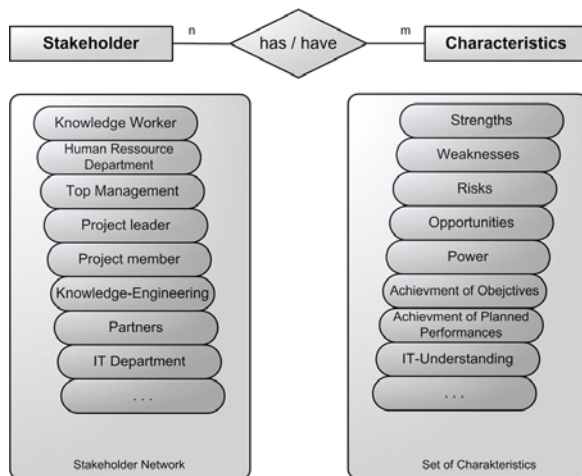 Stakeholder
n
has / have
m
Characteristics
Knowledge Worker
Human Ressource
Department
Top Management
Project leader
Project member
Knowledge-Engineering
Partners
IT Department
. . .
Stakeholder Network
Strengths
Weaknesses
Risks
Opportunities
Power
Achievment of Obejctives
Achievment of Planned
Performances
IT-Understanding
. . .
Set of Charakteristics